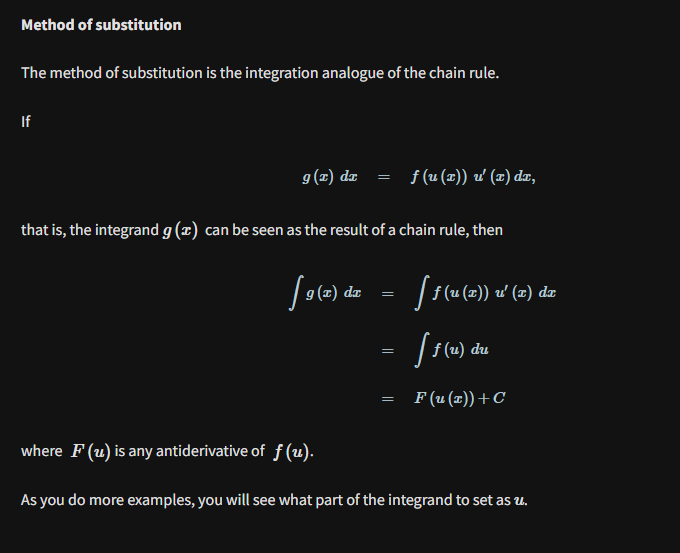 Method of substitution
The method of substitution is the integration analogue of the chain rule.
If
g (x) dx = f (u (x)) u′ (x) dx,
that is, the integrand g (x) can be seen as the result of a chain rule, then
∫ g (x) dx = ∫ f (u (x)) u′ (x) dx
= ∫ f (u) du
= F (u (x)) + C
where F (u) is any antiderivative of f (u).
As you do more examples, you will see what part of the integrand to set as u.